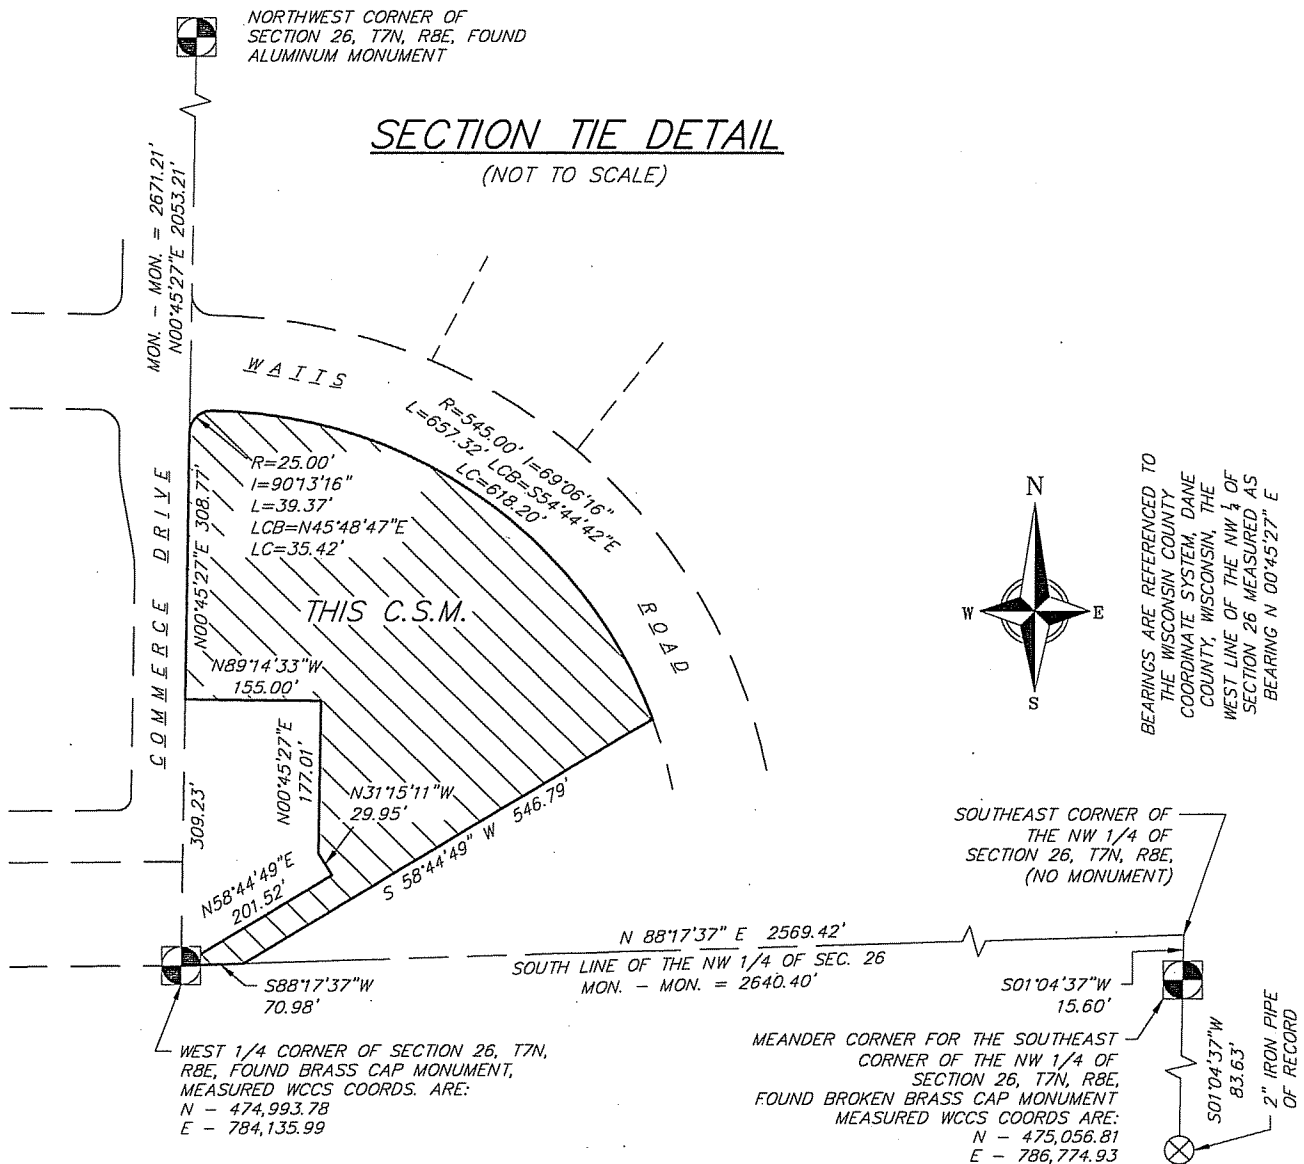 NORTHWEST CORNER OF
SECTION 26, T7N, R8E, FOUND
ALUMINUM MONUMENT
SECTION TIE DETAIL
(NOT TO SCALE)
MON. - MON. = 2671.21'
N00°45'27"E 2053.21'
WATTS
R=545.00' I=69°06'16"
L=657.32' LCB=S54°44'42"E
LC=618.20'
R=25.00'
I=90°13'16"
L=39.37'
LCB=N45°48'47"E
LC=35.42'
COMMERCE DRIVE
N00°45'27"E 308.77'
THIS C.S.M.
ROAD
N
W
E
S
BEARINGS ARE REFERENCED TO
THE WISCONSIN COUNTY
COORDINATE SYSTEM, DANE
COUNTY, WISCONSIN, THE
WEST LINE OF THE NW ¼ OF
SECTION 26 MEASURED AS
BEARING N 00°45'27" E
N89°14'33"W
155.00'
N00°45'27"E
177.01'
N31°15'11"W
29.95'
309.23'
N58°44'49"E
201.52'
S 58°44'49" W 546.79'
SOUTHEAST CORNER OF
THE NW 1/4 OF
SECTION 26, T7N, R8E,
(NO MONUMENT)
N 88°17'37" E 2569.42'
SOUTH LINE OF THE NW 1/4 OF SEC. 26
MON. - MON. = 2640.40'
S88°17'37"W
70.98'
S01°04'37"W
15.60'
WEST 1/4 CORNER OF SECTION 26, T7N,
R8E, FOUND BRASS CAP MONUMENT,
MEASURED WCCS COORDS. ARE:
N - 474,993.78
E - 784,135.99
MEANDER CORNER FOR THE SOUTHEAST
CORNER OF THE NW 1/4 OF
SECTION 26, T7N, R8E,
FOUND BROKEN BRASS CAP MONUMENT
MEASURED WCCS COORDS ARE:
N - 475,056.81
E - 786,774.93
S01°04'37"W
83.63'
2" IRON PIPE
OF RECORD